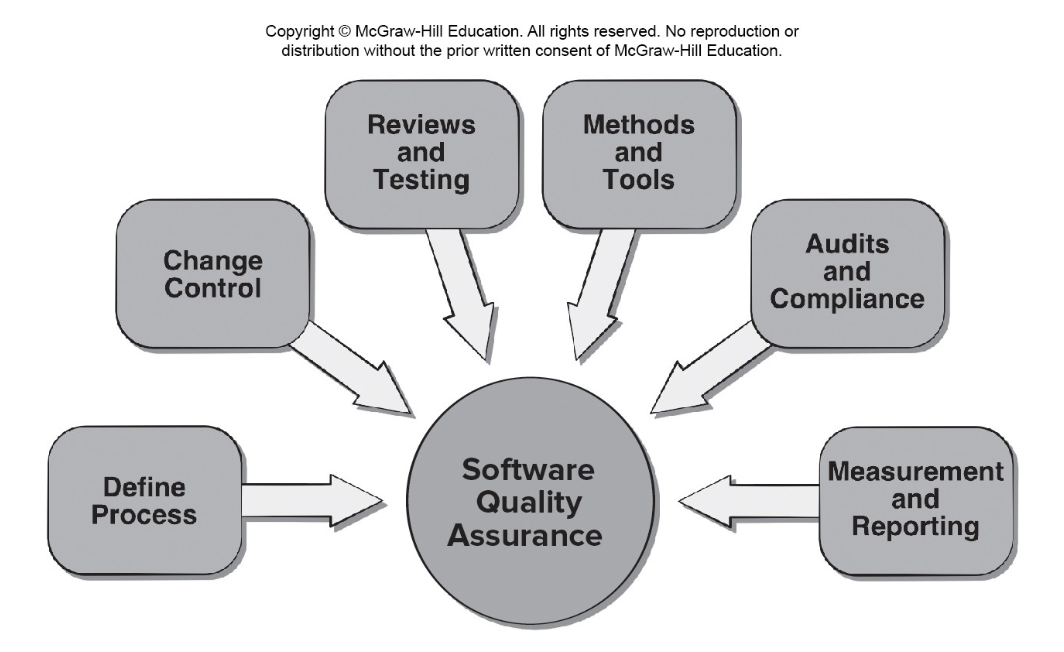 Copyright © McGraw-Hill Education. All rights reserved. No reproduction or
distribution without the prior written consent of McGraw-Hill Education.
Reviews
and
Testing
Methods
and
Tools
Change
Control
Audits
and
Compliance
Define
Process
Software
Quality
Assurance
Measurement
and
Reporting